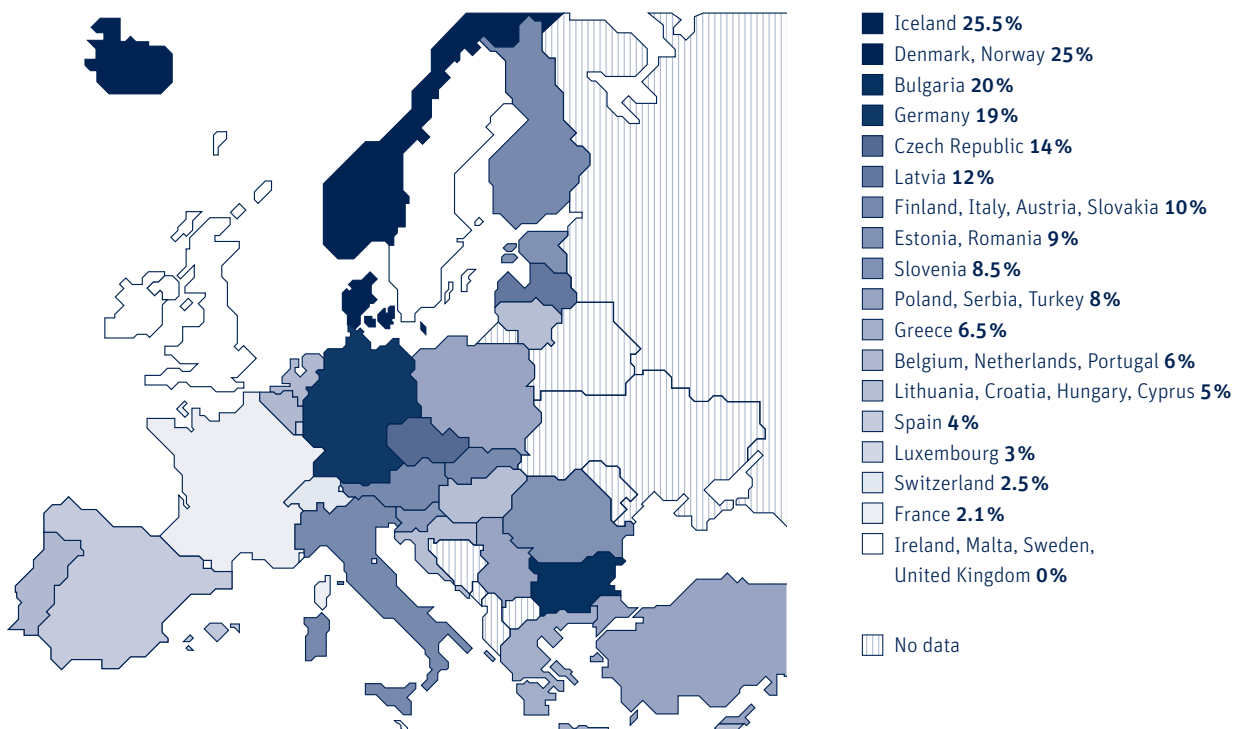 Iceland 25.5%
Denmark, Norway 25%
Bulgaria 20%
Germany 19%
Czech Republic 14%
Latvia 12%
Finland, Italy, Austria, Slovakia 10%
Estonia, Romania 9%
Slovenia 8.5%
Poland, Serbia, Turkey 8%
Greece 6.5%
Belgium, Netherlands, Portugal 6%
Lithuania, Croatia, Hungary, Cyprus 5%
Spain 4%
Luxembourg 3%
Switzerland 2.5%
France 2.1%
Ireland, Malta, Sweden,
United Kingdom 0%
No data